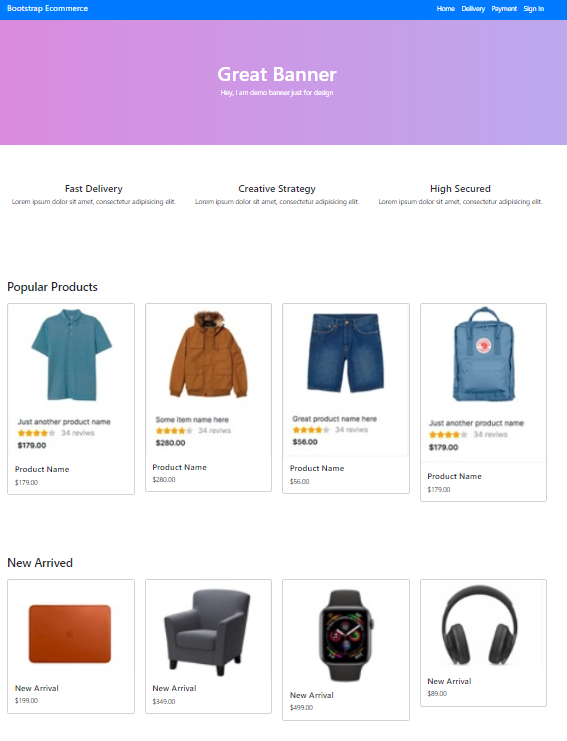 Bootstrap Ecommerce
Home Delivery Payment Sign In
Great Banner
Hey, I am demo banner just for design
Fast Delivery
Lorem ipsum dolor sit amet, consectetur adipisicing elit.
Creative Strategy
Lorem ipsum dolor sit amet, consectetur adipisicing elit.
High Secured
Lorem ipsum dolor sit amet, consectetur adipisicing elit.
Popular Products
Just another product name
34 reviws
$179.00
Product Name
$179.00
Some item name here
34 reviws
$280.00
Product Name
$280.00
Great product name here
34 reviws
$56.00
Product Name
$56.00
Just another product name
34 reviws
$179.00
Product Name
$179.00
New Arrived
New Arrival
$199.00
New Arrival
$349.00
New Arrival
$499.00
New Arrival
$89.00